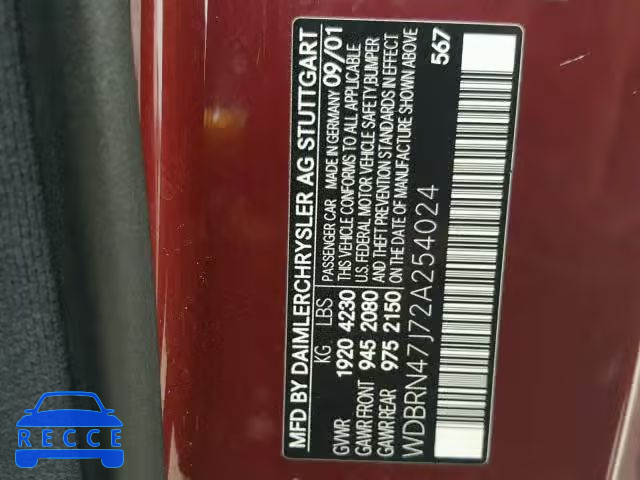 MFD BY DAIMLERCHRYSLER AG STUTTGART
PASSENGER CAR MADE IN GERMANY 09/01
KG LBS
THIS VEHICLE CONFORMS TO ALL APPLICABLE
GVWR 1920 4230
U.S. FEDERAL MOTOR VEHICLE SAFETY BUMPER
GAWR FRONT 945 2080
AND THEFT PREVENTION STANDARDS IN EFFECT
GAWR REAR 975 2150
ON THE DATE OF MANUFACTURE SHOWN ABOVE
WDBRN47J72A254024
567
RECCE